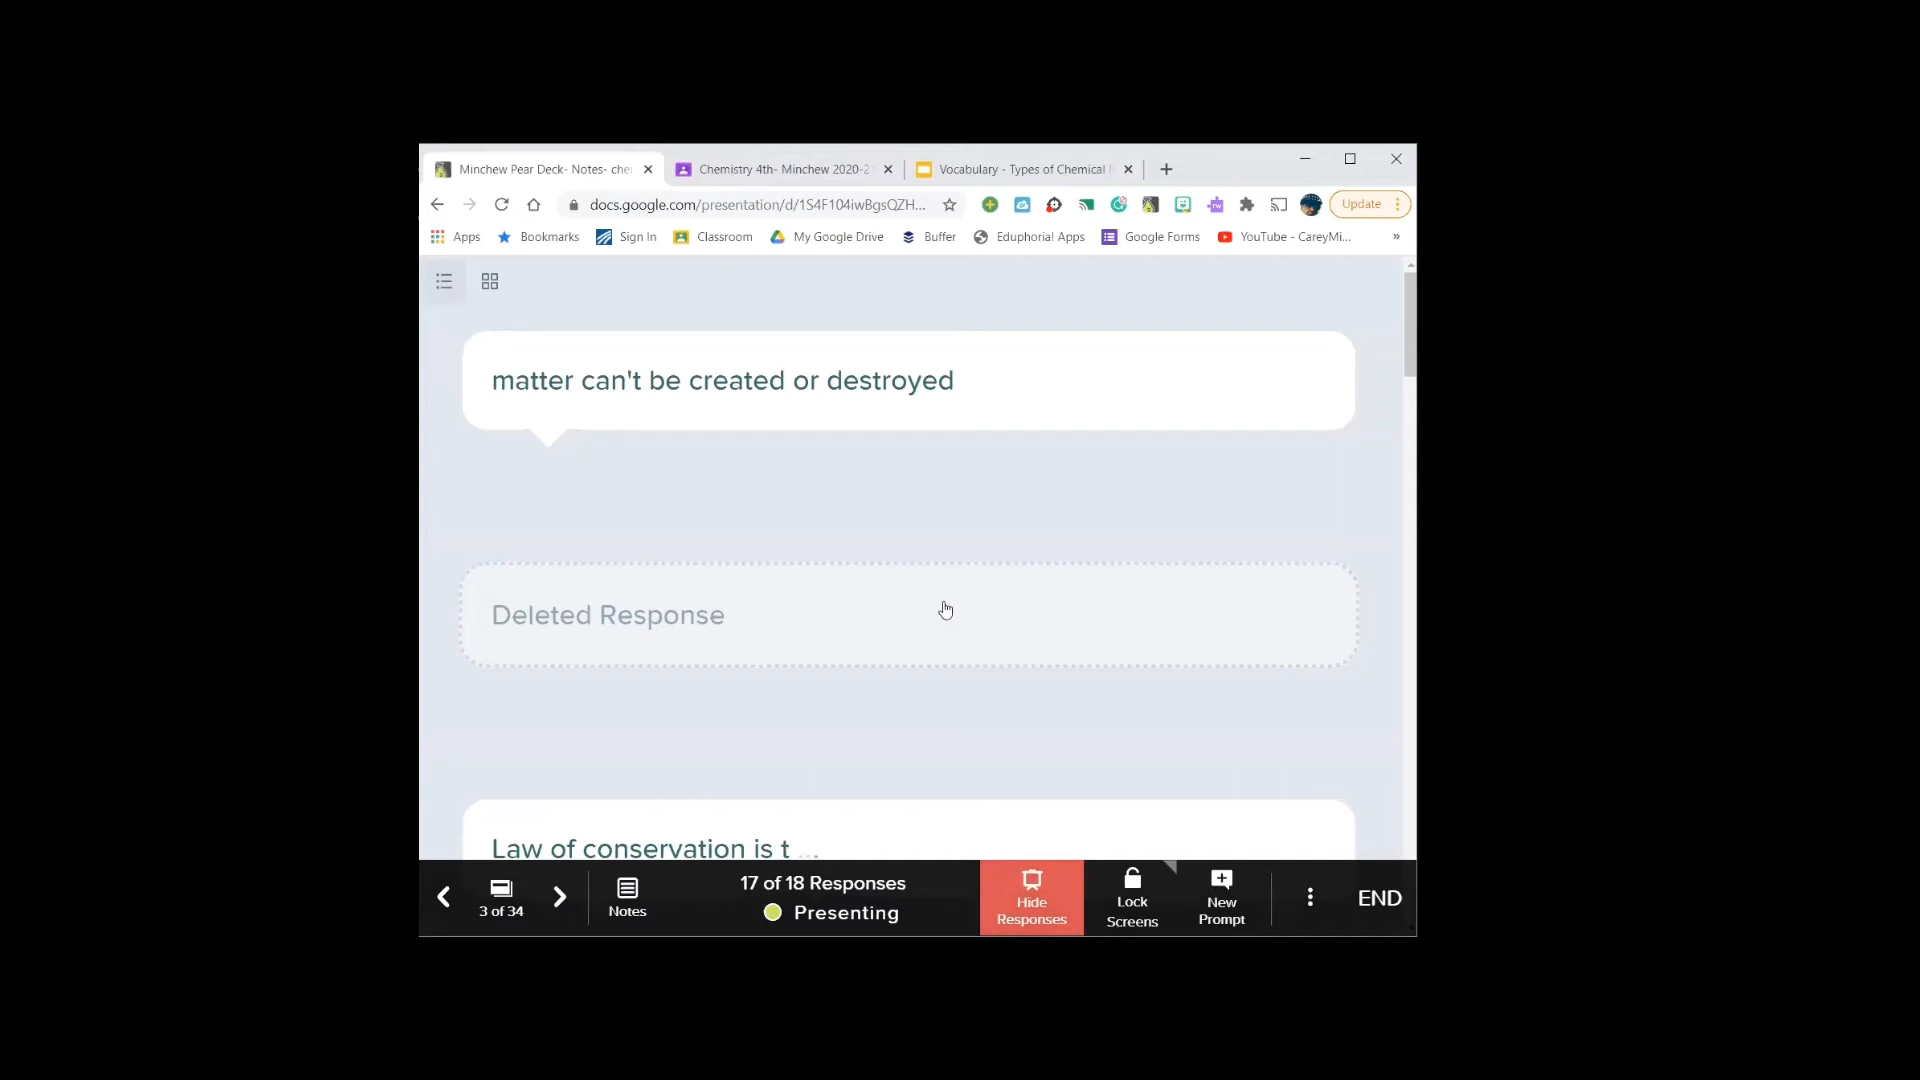 Minchew Pear Deck- Notes- che
Chemistry 4th- Minchew 2020-2
Vocabulary - Types of Chemical R
docs.google.com/presentation/d/1S4F104iwBgsQZH...
Update
Apps
Bookmarks
Sign In
Classroom
My Google Drive
Buffer
Eduphoria! Apps
Google Forms
YouTube - CareyMi...
»
matter can't be created or destroyed
Deleted Response
Law of conservation is t ...
3 of 34
Notes
17 of 18 Responses
Presenting
Hide
Responses
Lock
Screens
New
Prompt
END